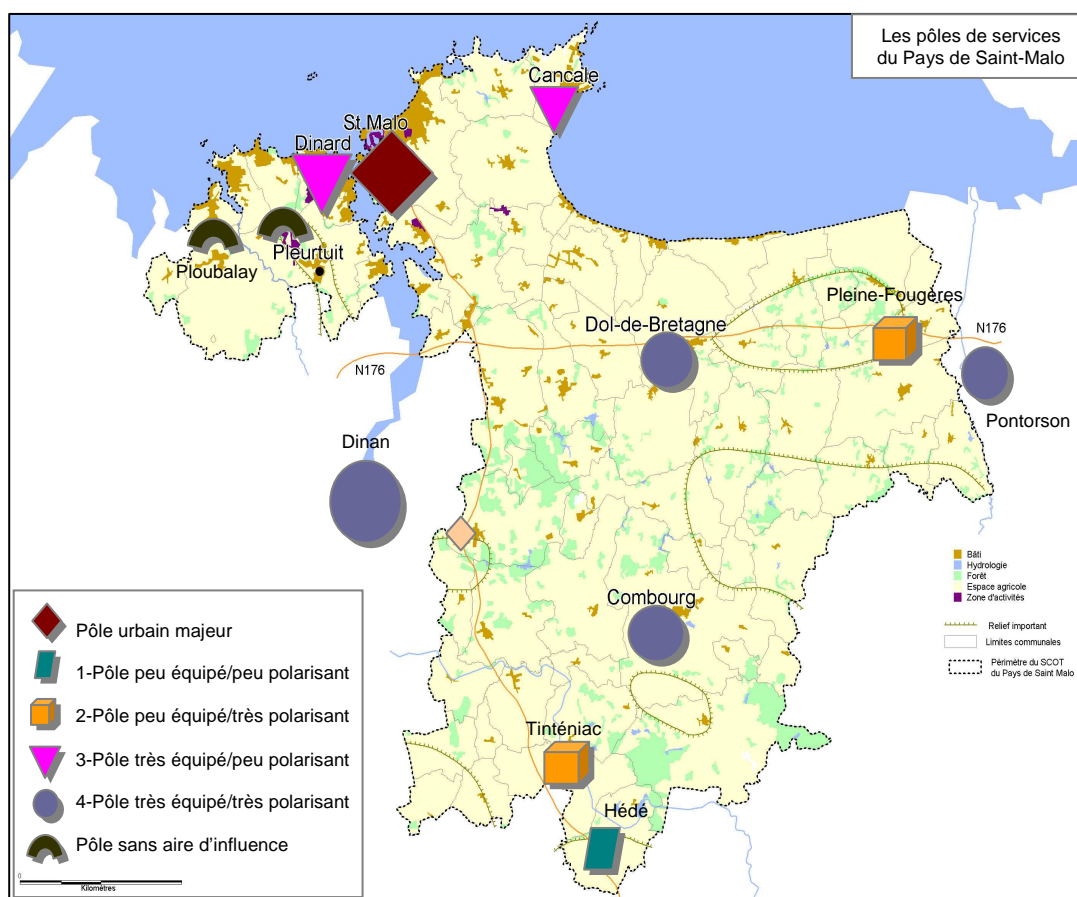 Les pôles de services
du Pays de Saint-Malo
Cancale
St Malo
Dinard
Pleurtuit
Ploubalay
Pleine-Fougères
Dol-de-Bretagne
N176
N176
Pontorson
Dinan
Combourg
Tinténiac
Hédé
Bâti
Hydrologie
Forêt
Espace agricole
Zone d'activités
Relief important
Limites communales
Périmètre du SCOT
du Pays de Saint Malo
Pôle urbain majeur
1-Pôle peu équipé/peu polarisant
2-Pôle peu équipé/très polarisant
3-Pôle très équipé/peu polarisant
4-Pôle très équipé/très polarisant
Pôle sans aire d'influence
0
Kilomètres